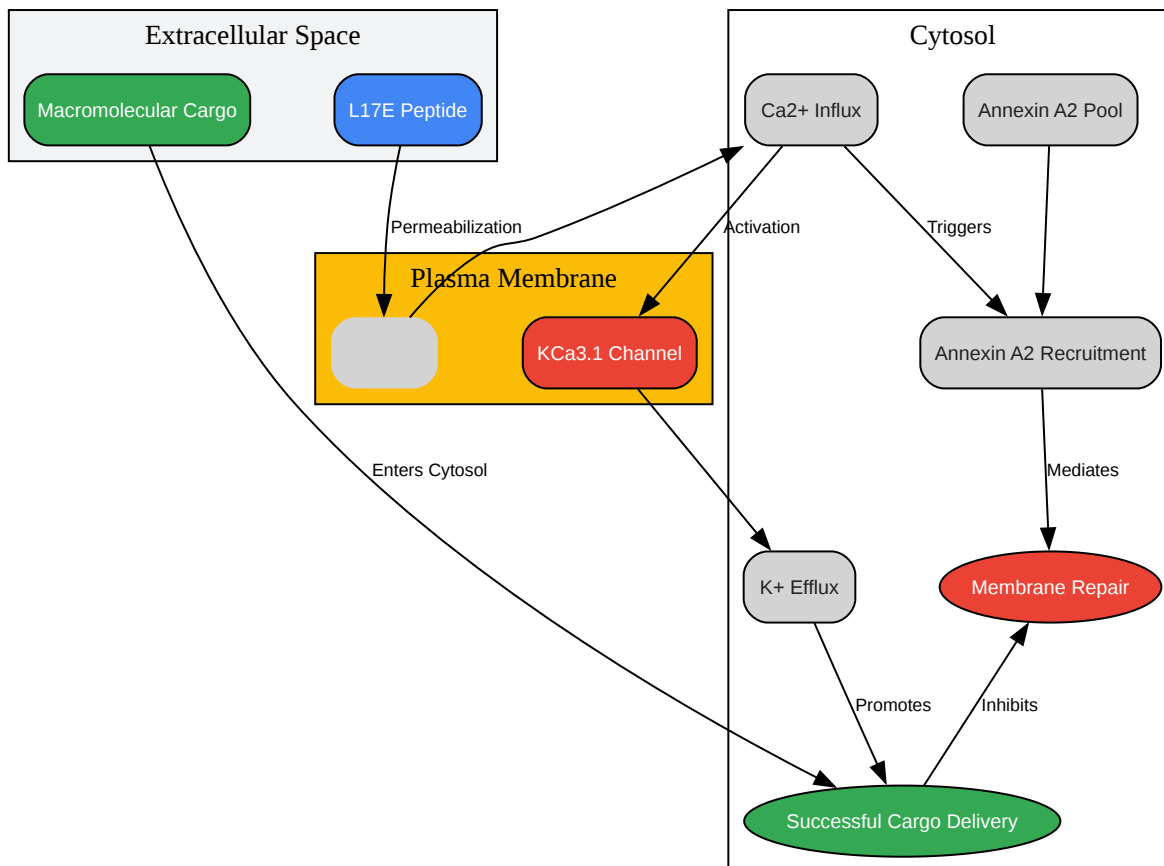 Extracellular Space
Cytosol
Macromolecular Cargo
L17E Peptide
Ca2+ Influx
Annexin A2 Pool
Permeabilization
Activation
Triggers
Plasma Membrane
KCa3.1 Channel
Annexin A2 Recruitment
Enters Cytosol
Mediates
K+ Efflux
Membrane Repair
Promotes
Inhibits
Successful Cargo Delivery